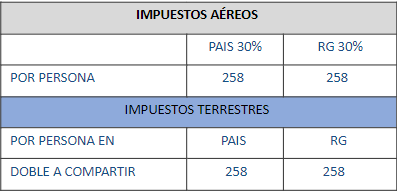 IMPUESTOS AÉREOS
PAIS 30% RG 30%
POR PERSONA 258 258
IMPUESTOS TERRESTRES
POR PERSONA EN PAIS RG
DOBLE A COMPARTIR 258 258